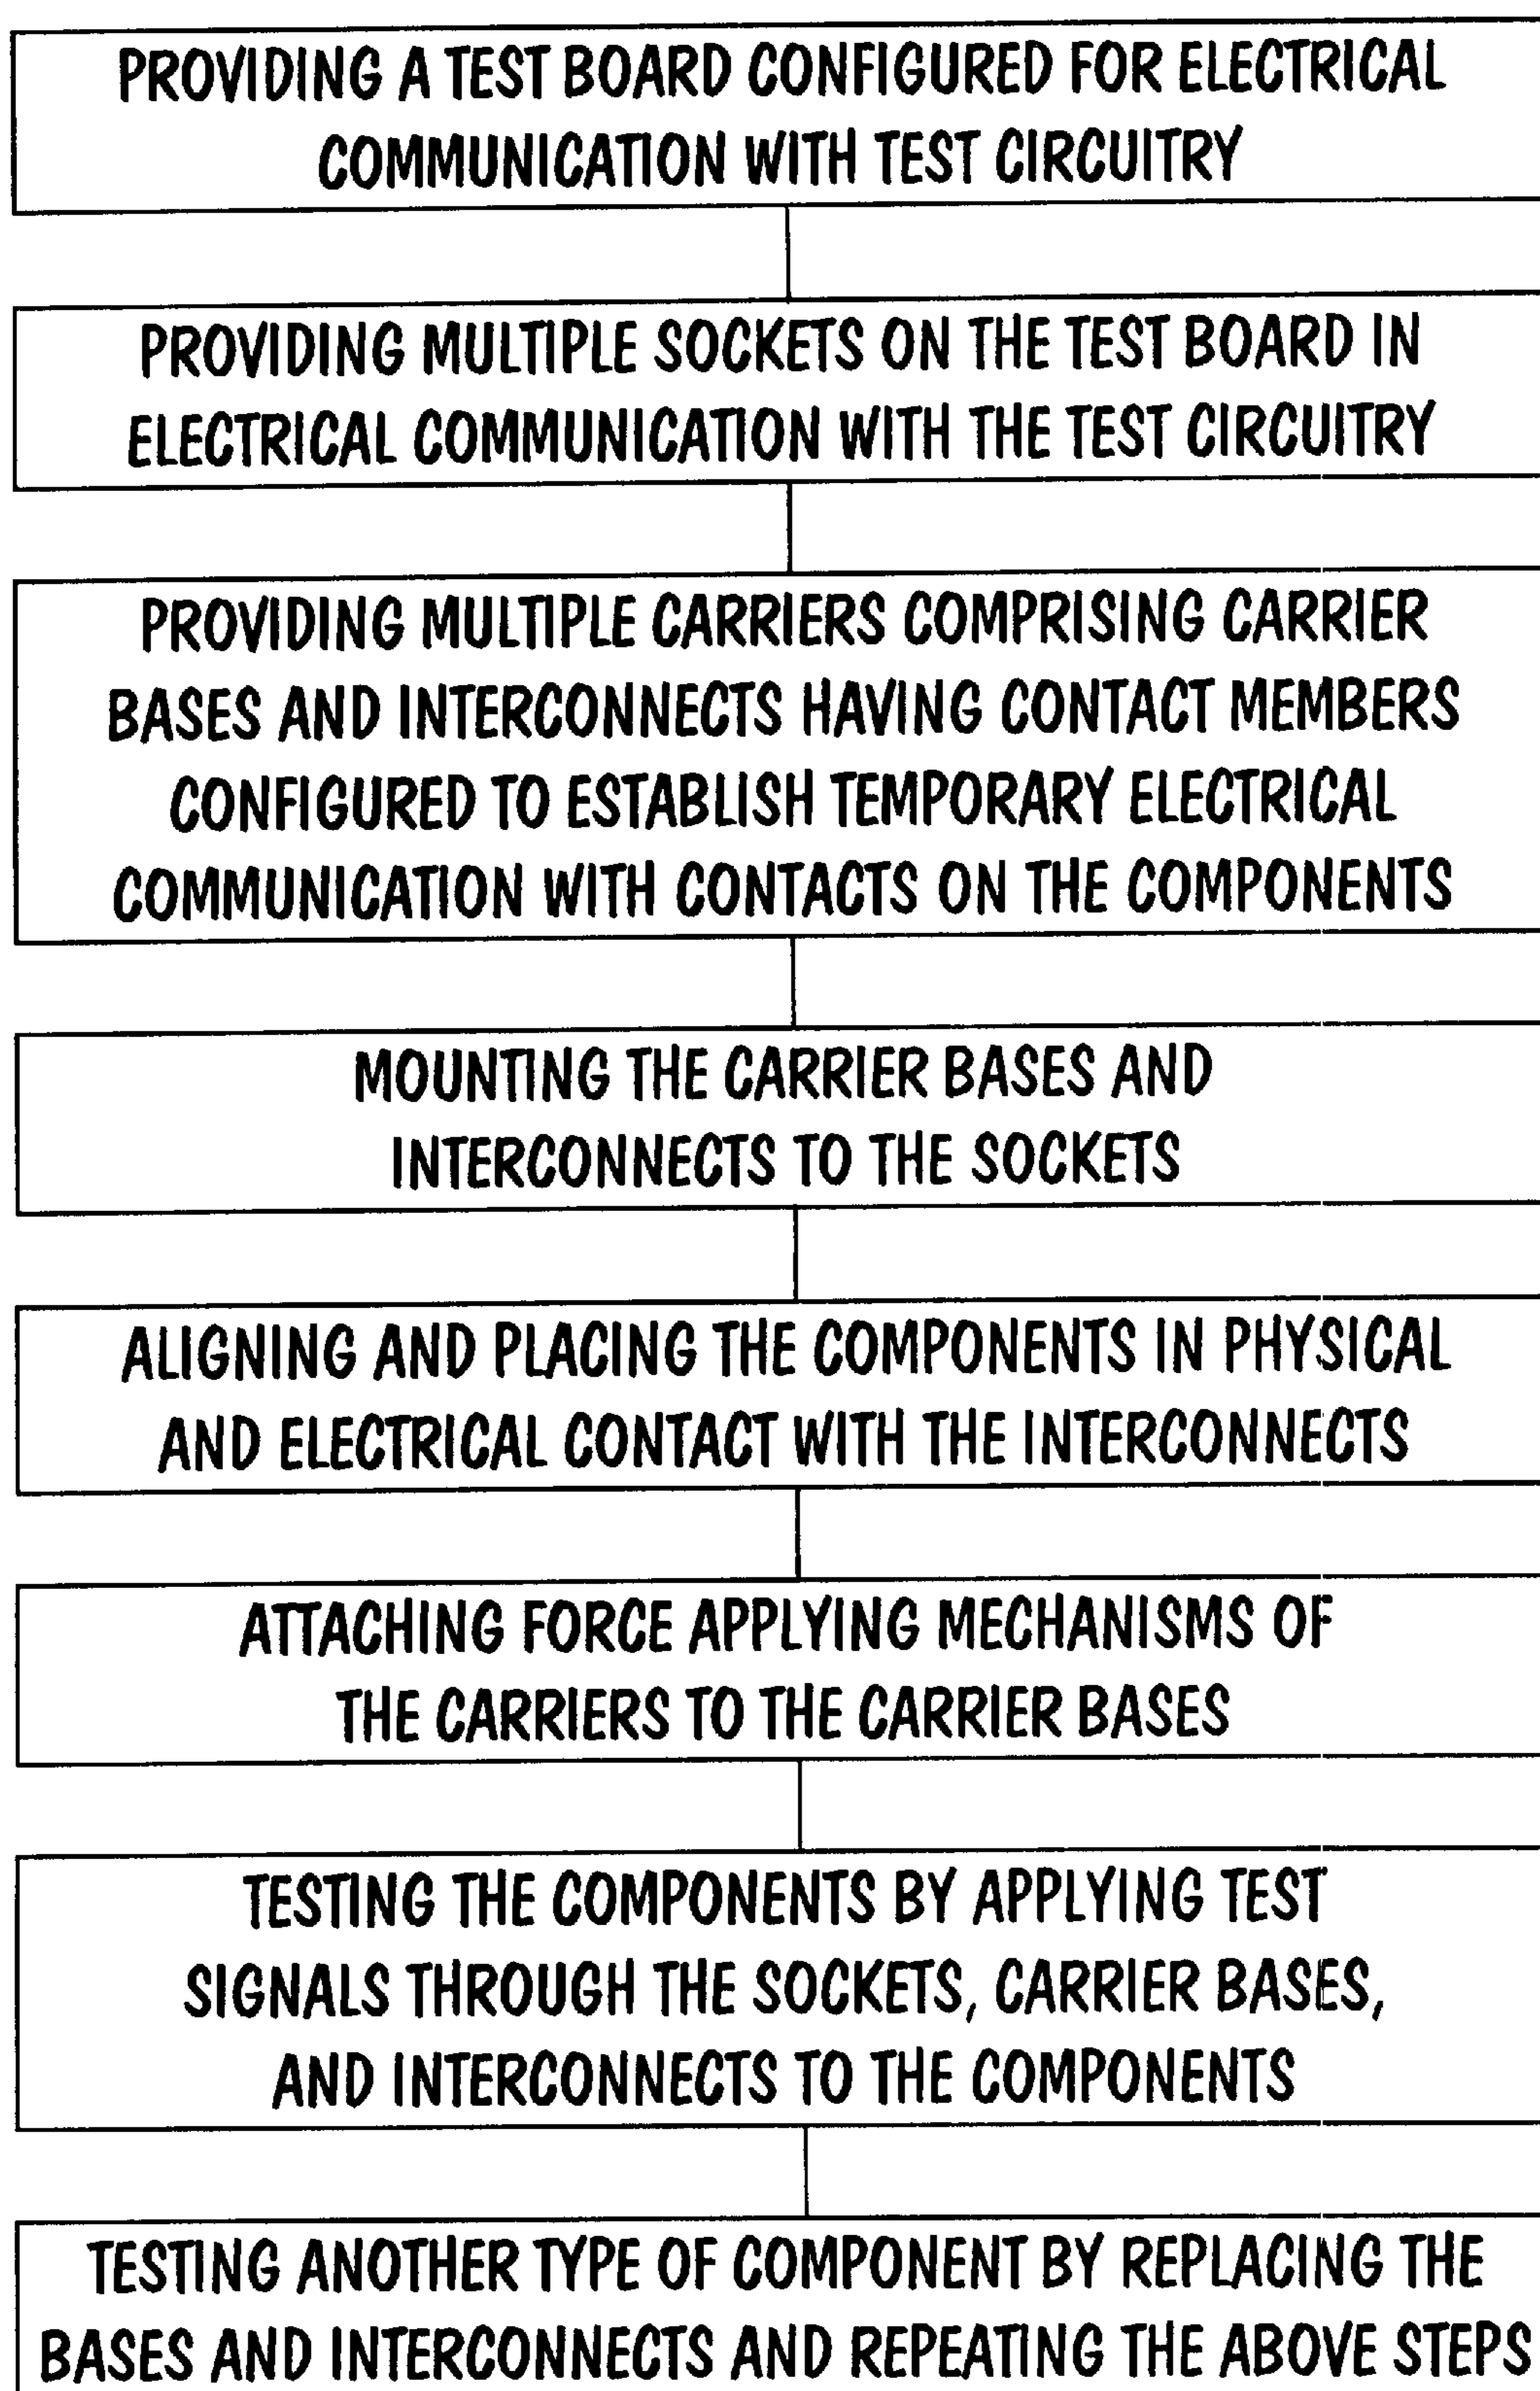 PROVIDING A TEST BOARD CONFIGURED FOR ELECTRICAL
COMMUNICATION WITH TEST CIRCUITRY
PROVIDING MULTIPLE SOCKETS ON THE TEST BOARD IN
ELECTRICAL COMMUNICATION WITH THE TEST CIRCUITRY
PROVIDING MULTIPLE CARRIERS COMPRISING CARRIER
BASES AND INTERCONNECTS HAVING CONTACT MEMBERS
CONFIGURED TO ESTABLISH TEMPORARY ELECTRICAL
COMMUNICATION WITH CONTACTS ON THE COMPONENTS
MOUNTING THE CARRIER BASES AND
INTERCONNECTS TO THE SOCKETS
ALIGNING AND PLACING THE COMPONENTS IN PHYSICAL
AND ELECTRICAL CONTACT WITH THE INTERCONNECTS
ATTACHING FORCE APPLYING MECHANISMS OF
THE CARRIERS TO THE CARRIER BASES
TESTING THE COMPONENTS BY APPLYING TEST
SIGNALS THROUGH THE SOCKETS, CARRIER BASES,
AND INTERCONNECTS TO THE COMPONENTS
TESTING ANOTHER TYPE OF COMPONENT BY REPLACING THE
BASES AND INTERCONNECTS AND REPEATING THE ABOVE STEPS